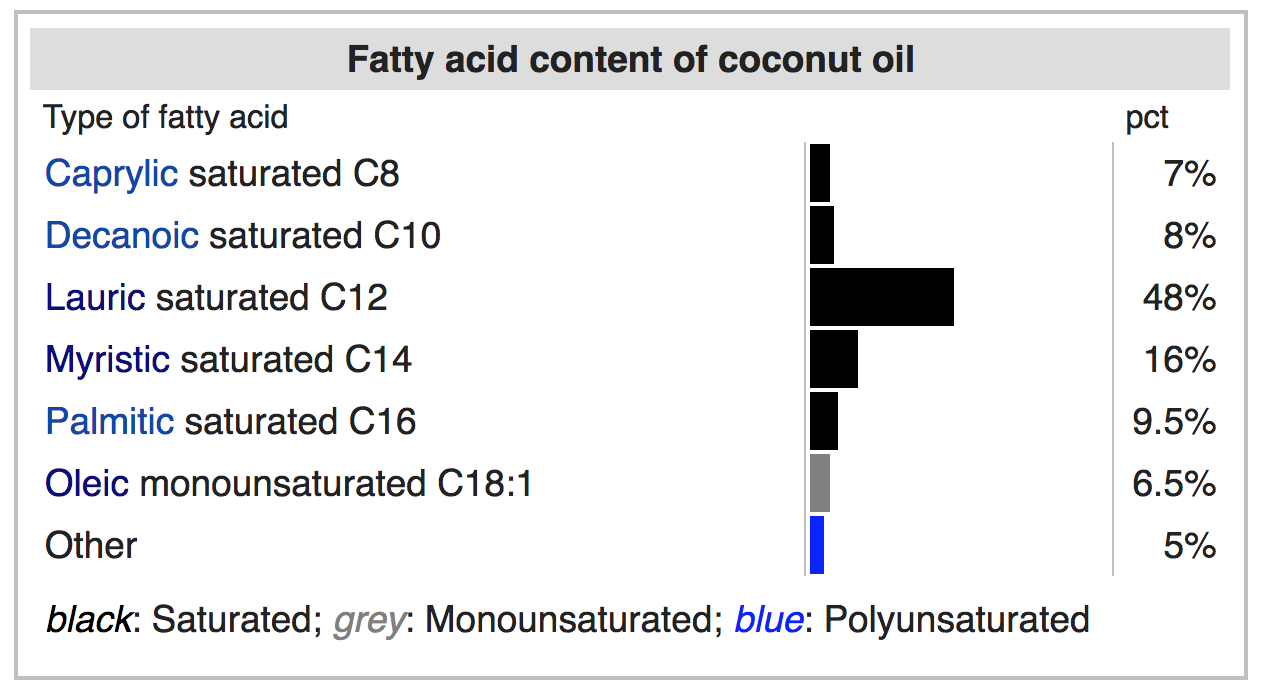 Fatty acid content of coconut oil
Type of fatty acid pct
Caprylic saturated C8 7%
Decanoic saturated C10 8%
Lauric saturated C12 48%
Myristic saturated C14 16%
Palmitic saturated C16 9.5%
Oleic monounsaturated C18:1 6.5%
Other 5%
black: Saturated; grey: Monounsaturated; blue: Polyunsaturated